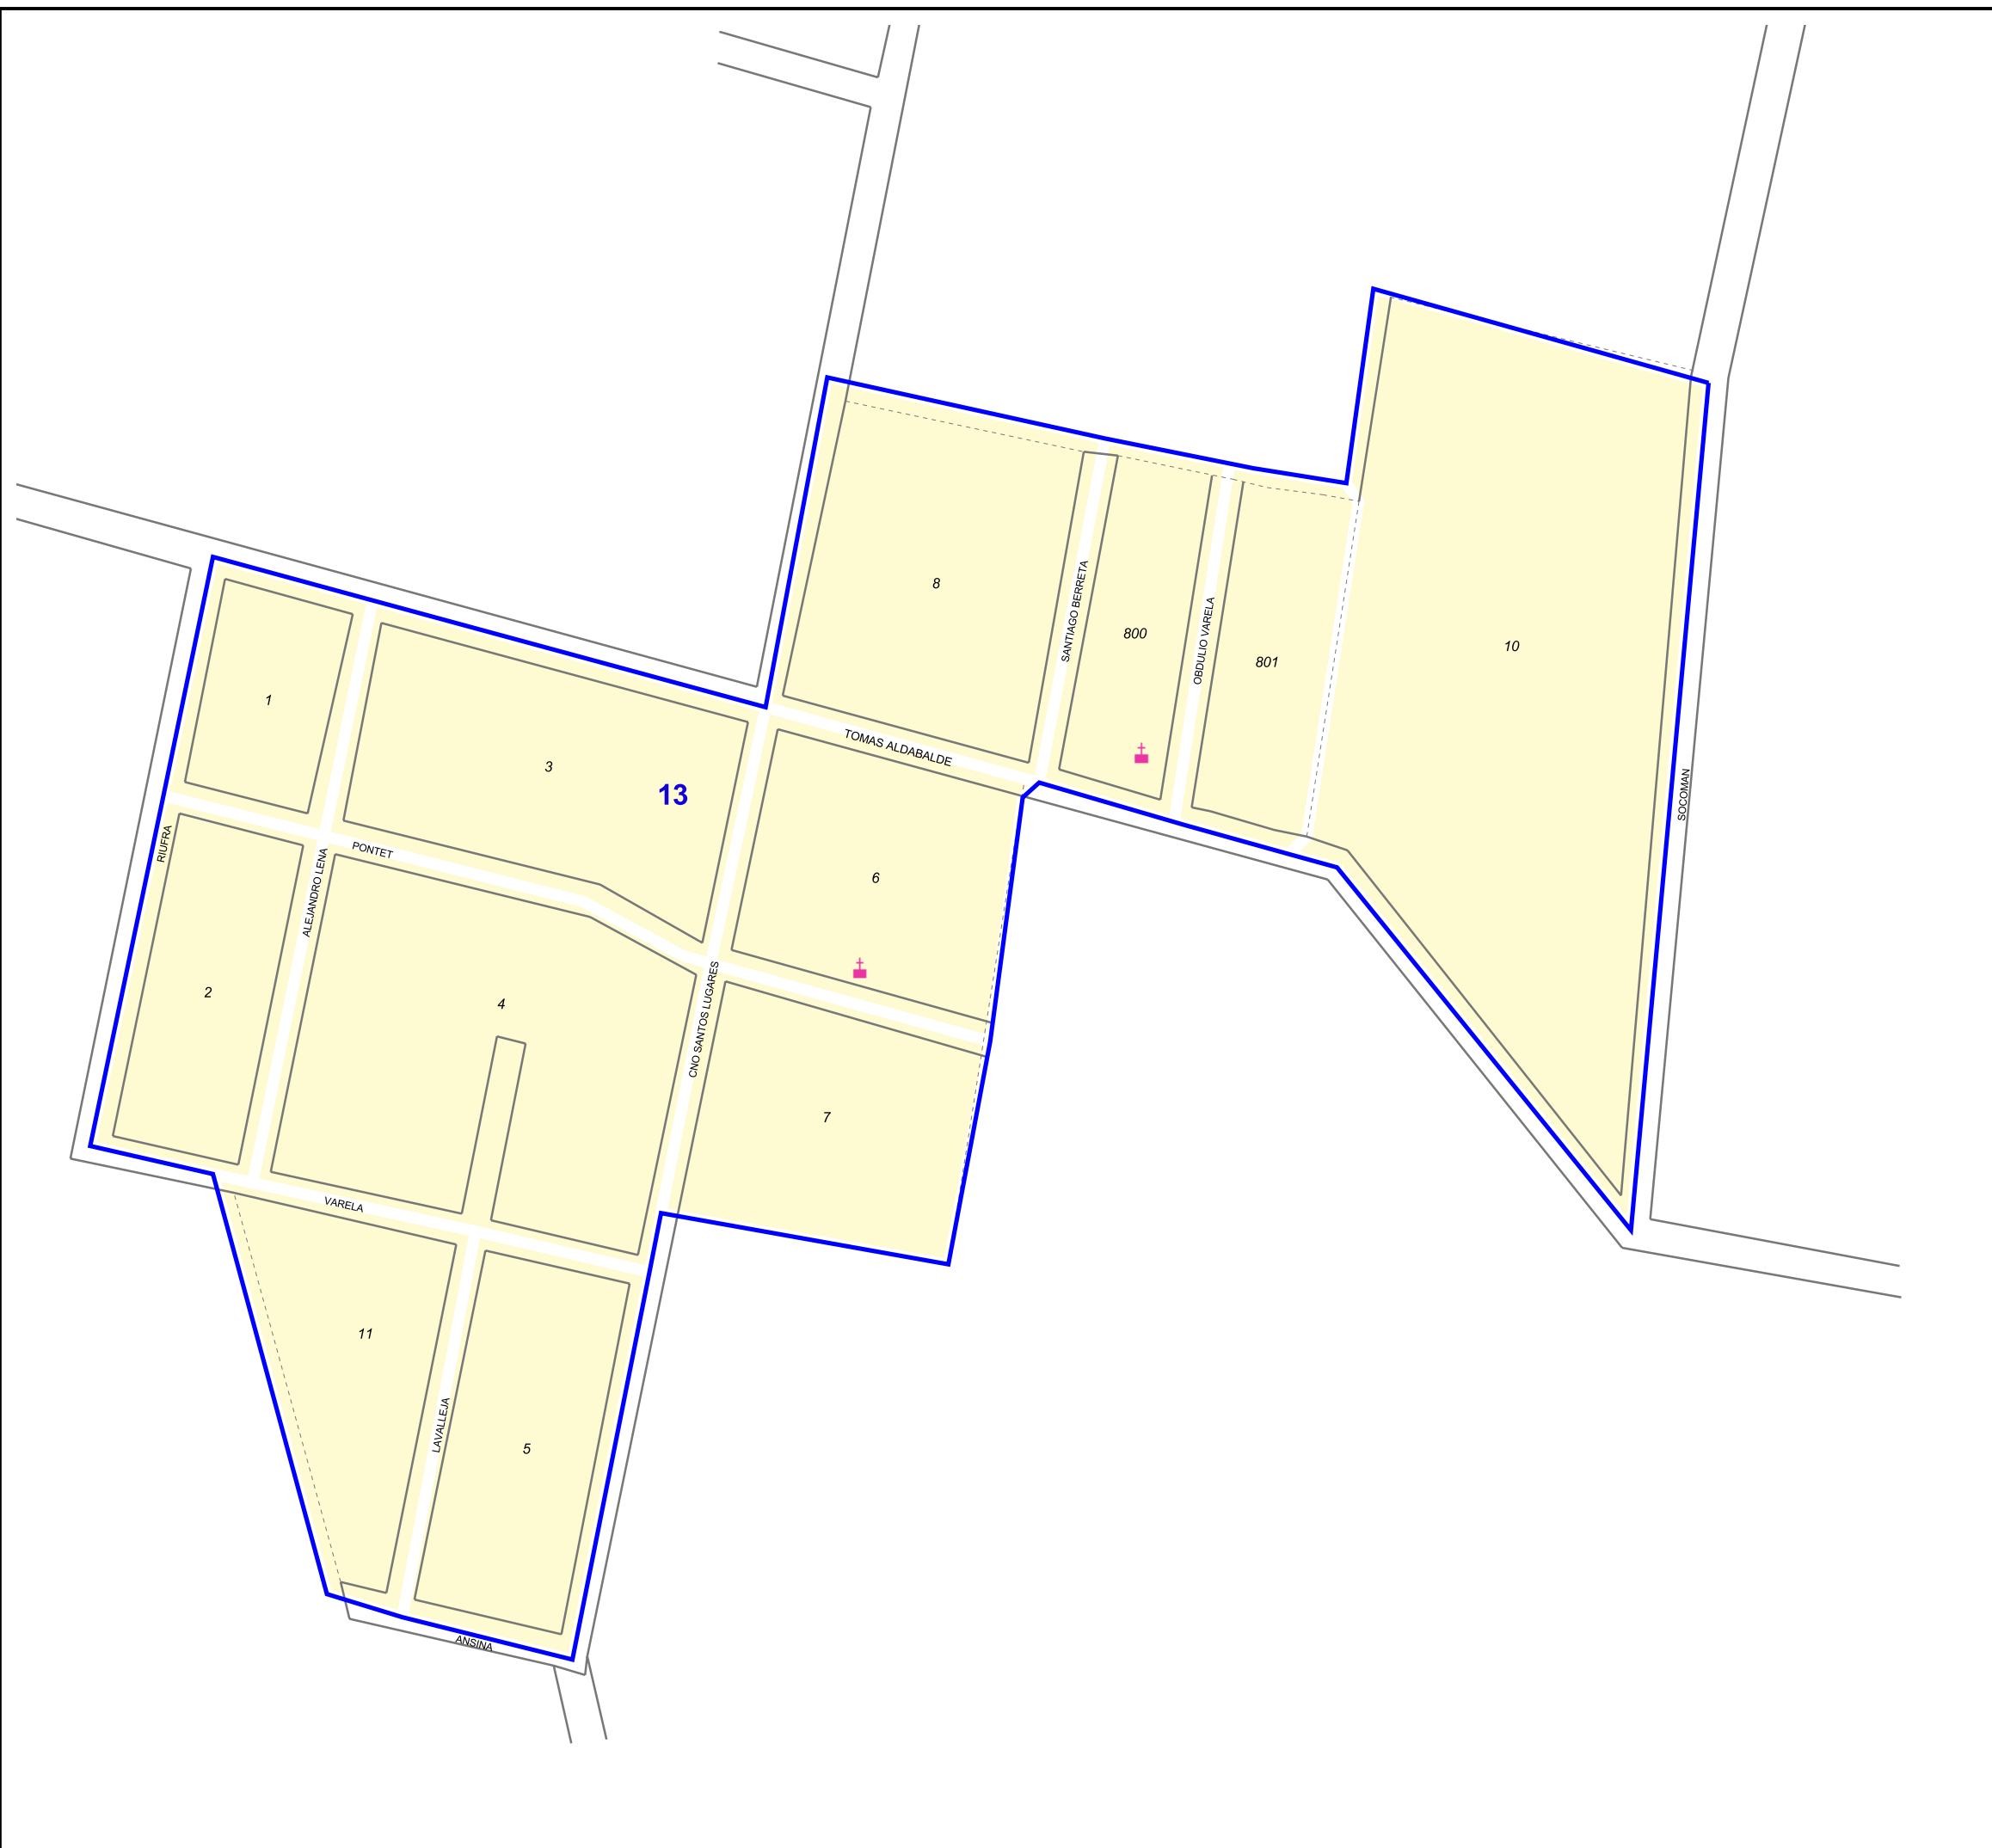 8
SANTIAGO BERRETA
800
OBDULIO VARELA
801
10
1
3
13
TOMAS ALDABALDE
SOCOMAN
RIUFRA
ALEJANDRO LENA
PONTET
6
2
4
CNO SANTOS LUGARES
7
VARELA
11
LAVALLEJA
5
ANSINA